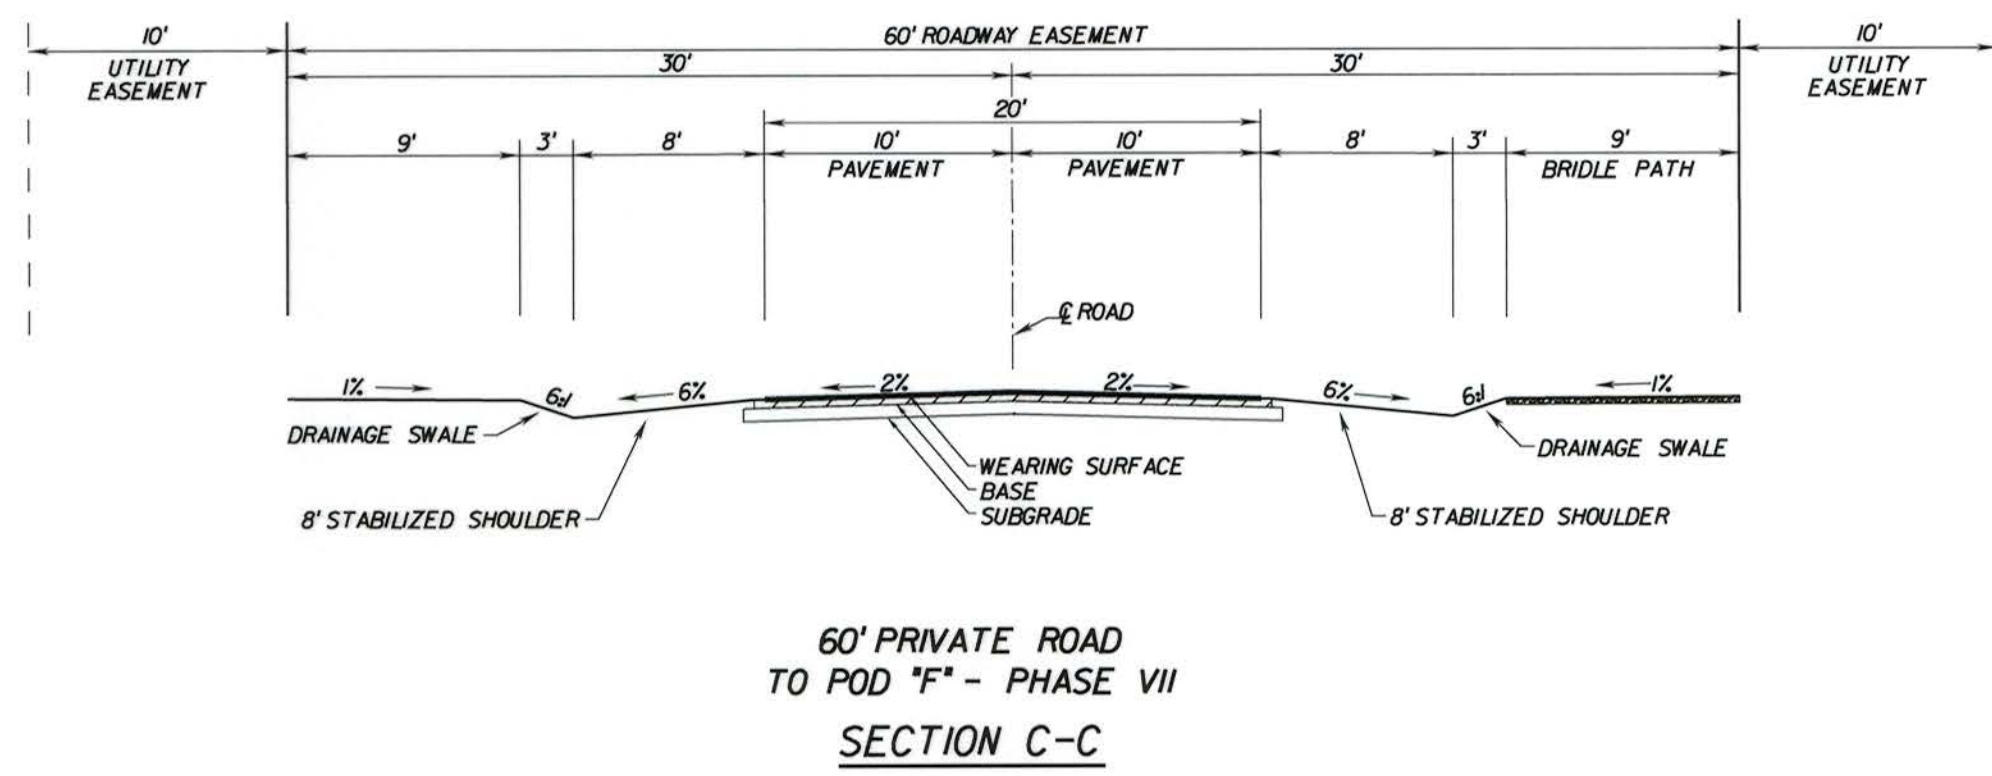 10'
60' ROADWAY EASEMENT
10'
UTILITY
EASEMENT
30'
30'
UTILITY
EASEMENT
20'
9'
3'
8'
10'
10'
8'
3'
9'
PAVEMENT
PAVEMENT
BRIDLE PATH
℄ ROAD
1%
6:1
6%
2%
2%
6%
6:1
1%
DRAINAGE SWALE
DRAINAGE SWALE
WEARING SURFACE
BASE
SUBGRADE
8' STABILIZED SHOULDER
8' STABILIZED SHOULDER
60' PRIVATE ROAD
TO POD "F" - PHASE VII
SECTION C-C